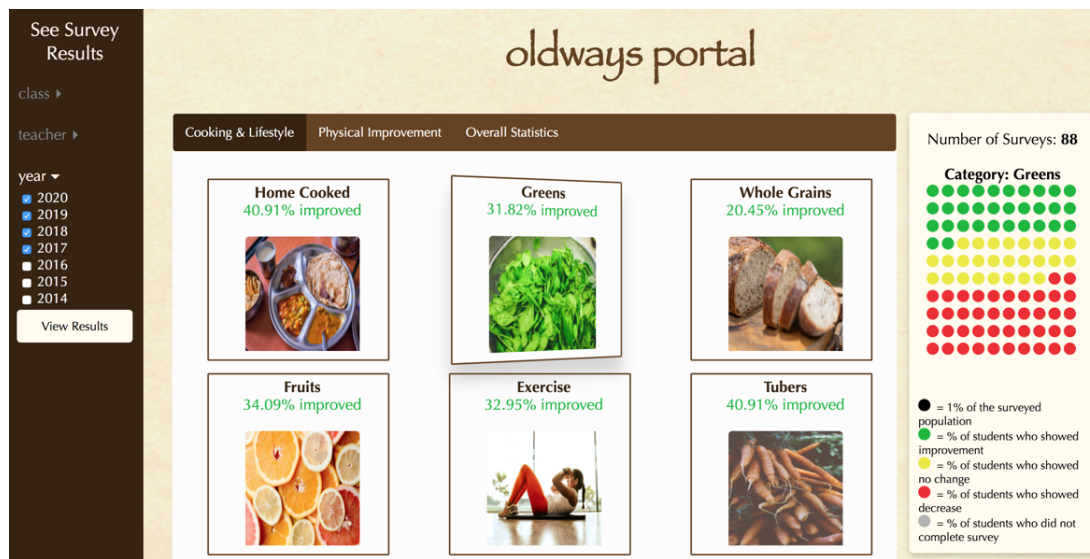 See Survey
Results
class
teacher
year
2020
2019
2018
2017
2016
2015
2014
View Results
oldways portal
Cooking & Lifestyle
Physical Improvement
Overall Statistics
Home Cooked
40.91% improved
Greens
31.82% improved
Whole Grains
20.45% improved
Fruits
34.09% improved
Exercise
32.95% improved
Tubers
40.91% improved
Number of Surveys: 88
Category: Greens
= 1% of the surveyed
population
= % of students who showed
improvement
= % of students who showed
no change
= % of students who showed
decrease
= % of students who did not
complete survey